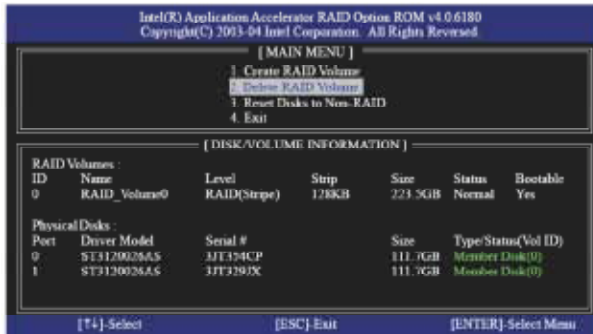 Intel(R) Application Accelerator RAID Option ROM v4.0.6180
Copyright(C) 2003-04 Intel Corporation. All Rights Reversed.
[ MAIN MENU ]
1. Create RAID Volume
2. Delete RAID Volume
3. Reset Disks to Non-RAID
4. Exit
[ DISK/VOLUME INFORMATION ]
RAID Volumes :
ID Name Level Strip Size Status Bootable
0 RAID_Volume0 RAID(Stripe) 128KB 223.5GB Normal Yes
Physical Disks :
Port Driver Model Serial # Size Type/Status(Vol ID)
0 ST3120026AS 3JT354CP 111.7GB Member Disk(0)
1 ST3120026AS 3JT329JX 111.7GB Member Disk(0)
[↑↓]-Select [ESC]-Exit [ENTER]-Select Menu